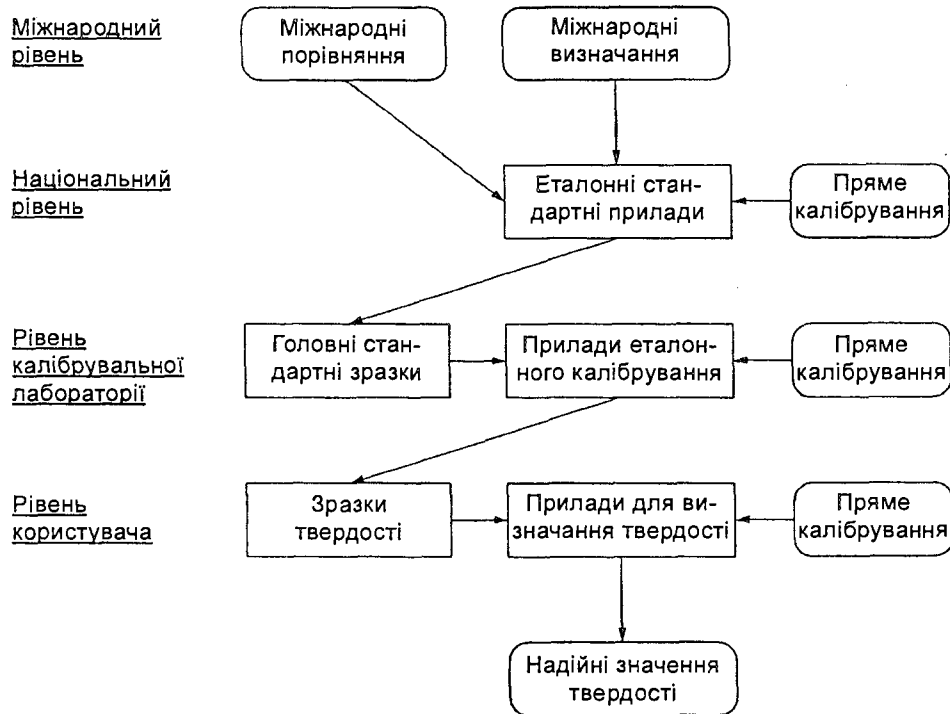 Міжнародний
рівень
Міжнародні
порівняння
Міжнародні
визначання
Національний
рівень
Еталонні стан-
дартні прилади
Пряме
калібрування
Рівень
калібрувальної
лабораторії
Головні стан-
дартні зразки
Прилади еталон-
ного калібрування
Пряме
калібрування
Рівень
користувача
Зразки
твердості
Прилади для ви-
значання твердості
Пряме
калібрування
Надійні значення
твердості